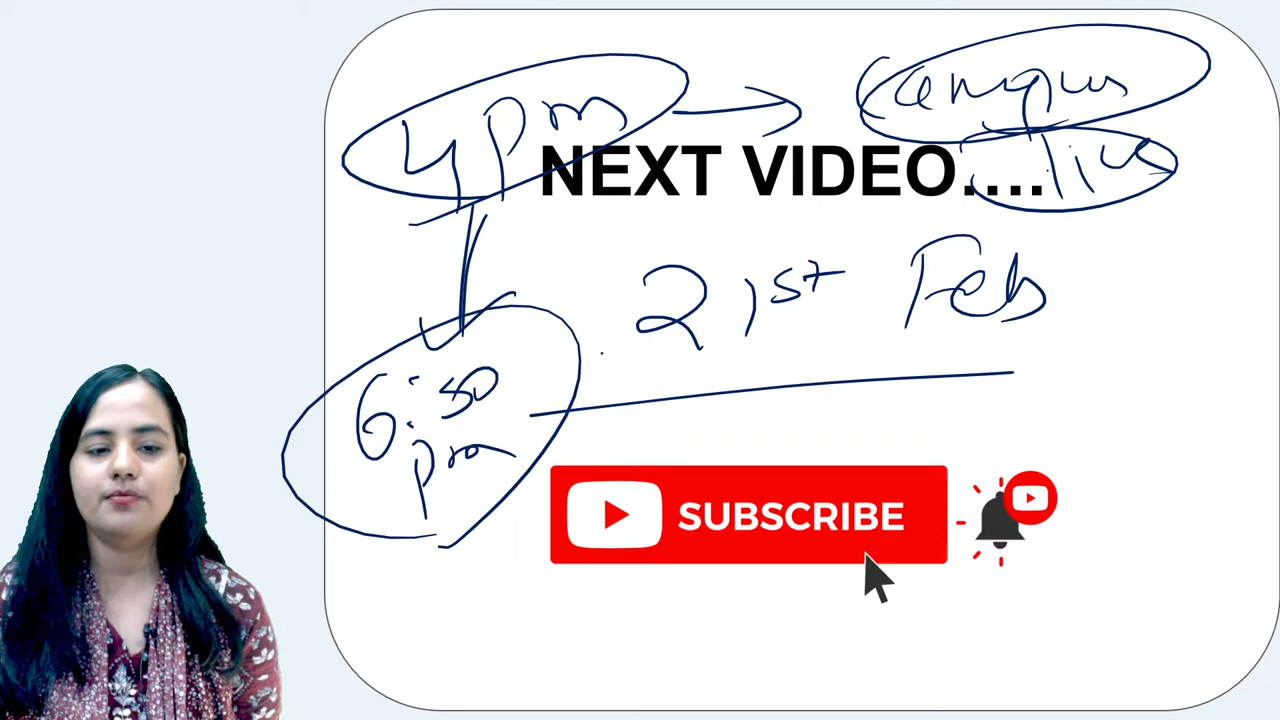 4 pm → campus
NEXT VIDEO....
live
21st Feb
6:30
pm
SUBSCRIBE